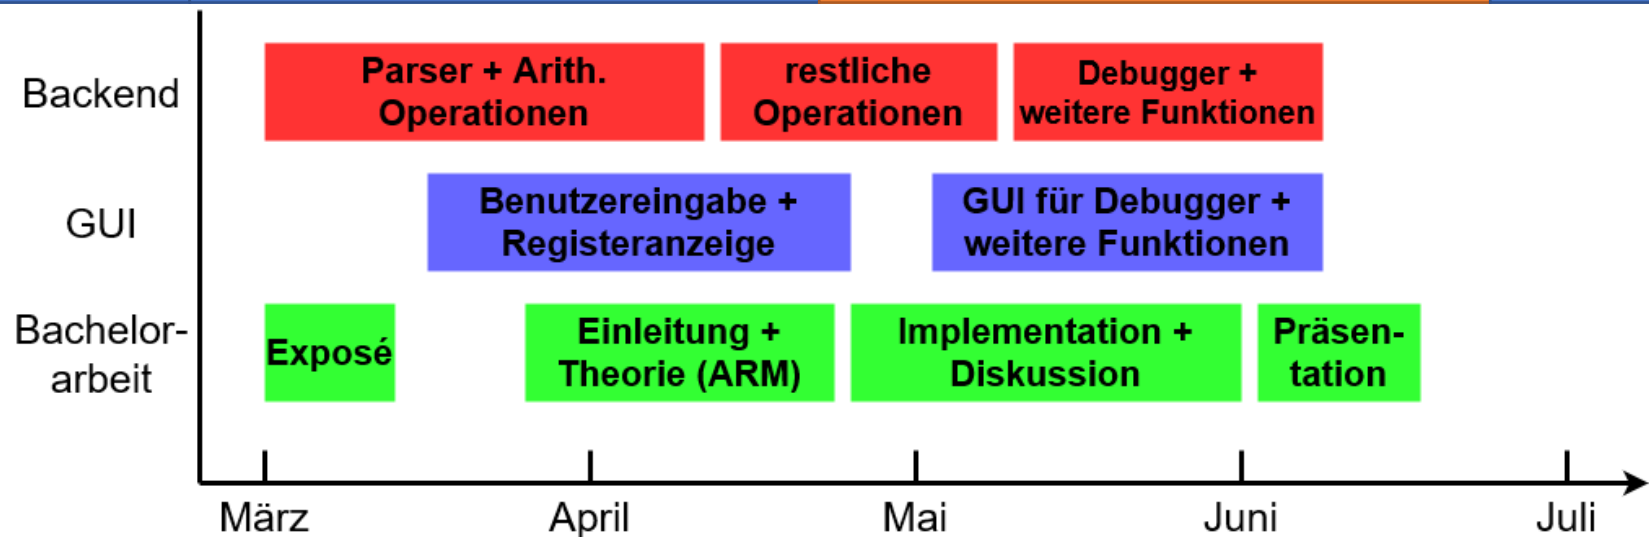 Backend
Parser + Arith.
Operationen
restliche
Operationen
Debugger +
weitere Funktionen
GUI
Benutzereingabe +
Registeranzeige
GUI für Debugger +
weitere Funktionen
Bachelor-
arbeit
Exposé
Einleitung +
Theorie (ARM)
Implementation +
Diskussion
Präsen-
tation
März
April
Mai
Juni
Juli